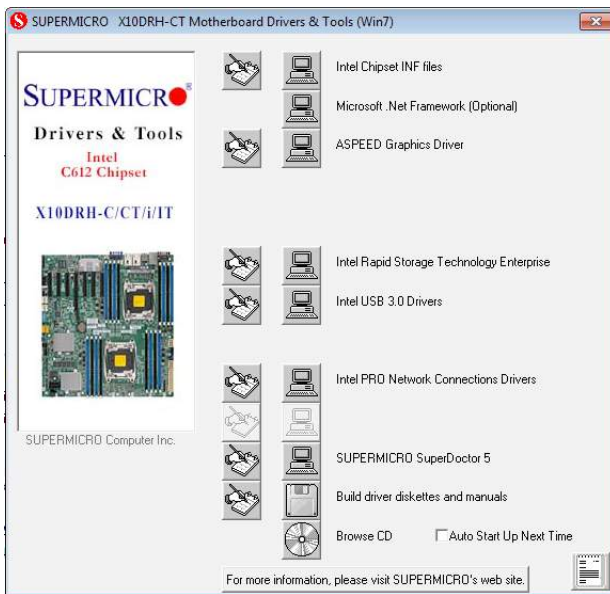 SUPERMICRO X10DRH-CT Motherboard Drivers & Tools (Win7)
SUPERMICRO®
Drivers & Tools
Intel
C612 Chipset
X10DRH-C/CT/i/IT
SUPERMICRO Computer Inc.
Intel Chipset INF files
Microsoft .Net Framework (Optional)
ASPEED Graphics Driver
Intel Rapid Storage Technology Enterprise
Intel USB 3.0 Drivers
Intel PRO Network Connections Drivers
SUPERMICRO SuperDoctor 5
Build driver diskettes and manuals
Browse CD
Auto Start Up Next Time
For more information, please visit SUPERMICRO's web site.